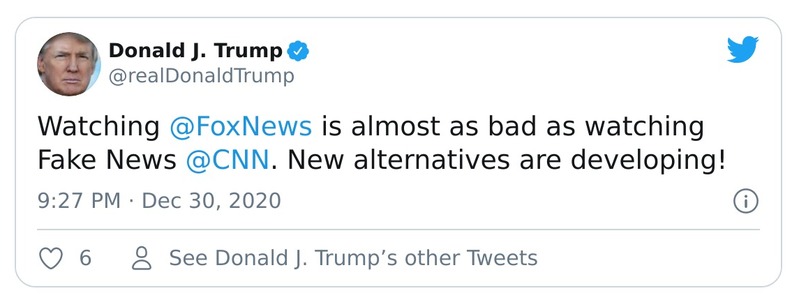 Donald J. Trump
@realDonaldTrump
Watching @FoxNews is almost as bad as watching
Fake News @CNN. New alternatives are developing!
9:27 PM · Dec 30, 2020
6
See Donald J. Trump’s other Tweets